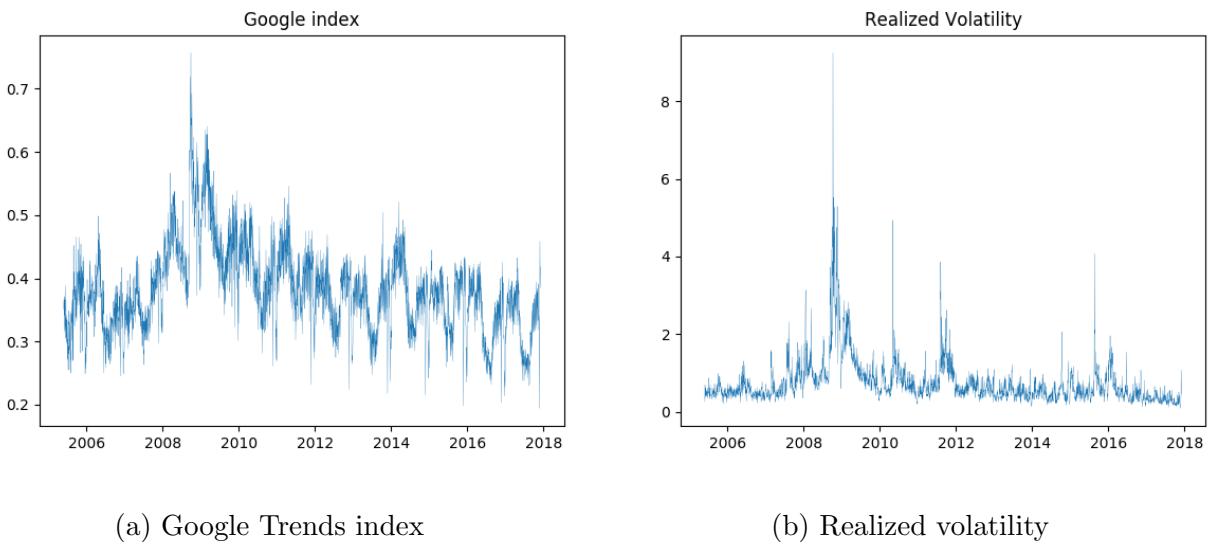 Google index
0.7
0.6
0.5
0.4
0.3
0.2
2006 2008 2010 2012 2014 2016 2018
(a) Google Trends index
Realized Volatility
8
6
4
2
0
2006 2008 2010 2012 2014 2016 2018
(b) Realized volatility